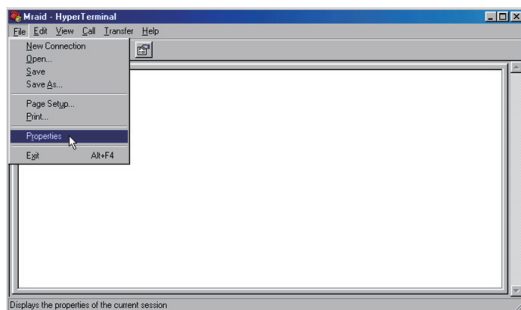 Mraid - HyperTerminal
File Edit View Call Transfer Help
New Connection
Open...
Save
Save As...
Page Setup...
Print...
Properties
Exit Alt+F4
Displays the properties of the current session